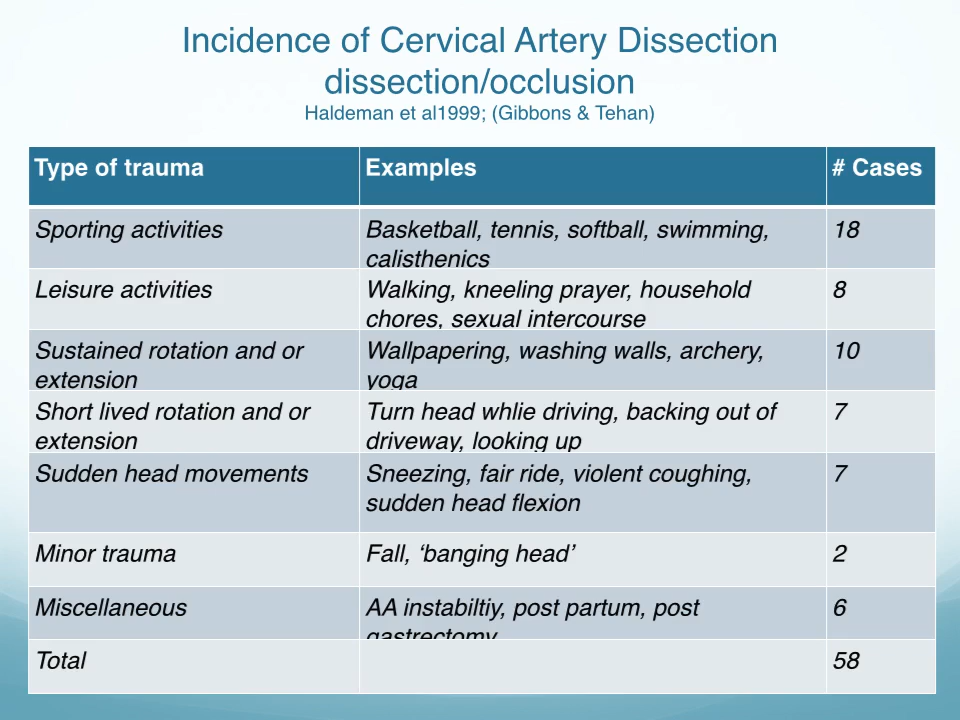 Incidence of Cervical Artery Dissection
dissection/occlusion
Haldeman et al1999; (Gibbons & Tehan)
Type of trauma Examples # Cases
Sporting activities Basketball, tennis, softball, swimming, 18
calisthenics
Leisure activities Walking, kneeling prayer, household 8
chores, sexual intercourse
Sustained rotation and or Wallpapering, washing walls, archery, 10
extension yoga
Short lived rotation and or Turn head whlie driving, backing out of 7
extension driveway, looking up
Sudden head movements Sneezing, fair ride, violent coughing, 7
sudden head flexion
Minor trauma Fall, ‘banging head’ 2
Miscellaneous AA instabiltiy, post partum, post 6
gastrectomy
Total 58